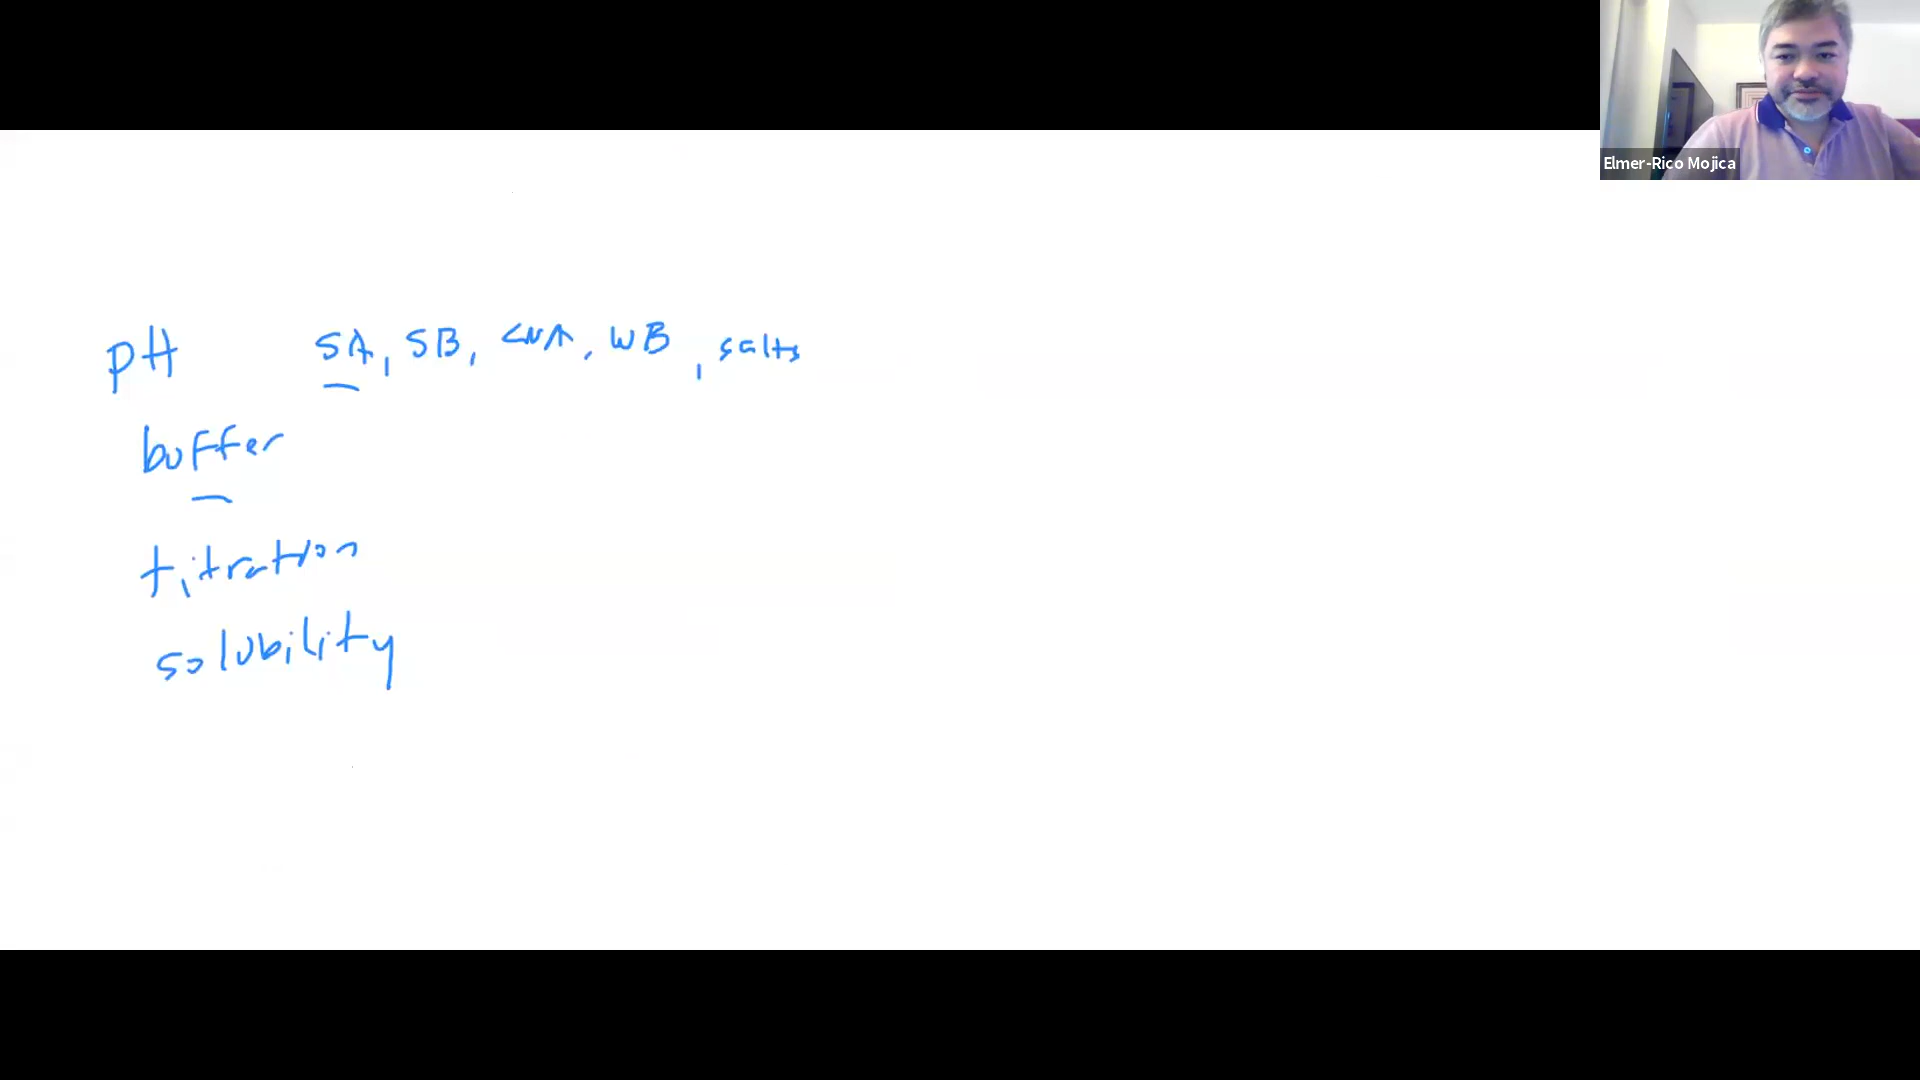 Elmer-Rico Mojica
pH SA, SB, WA, WB, salts
buffer
titration
solubility